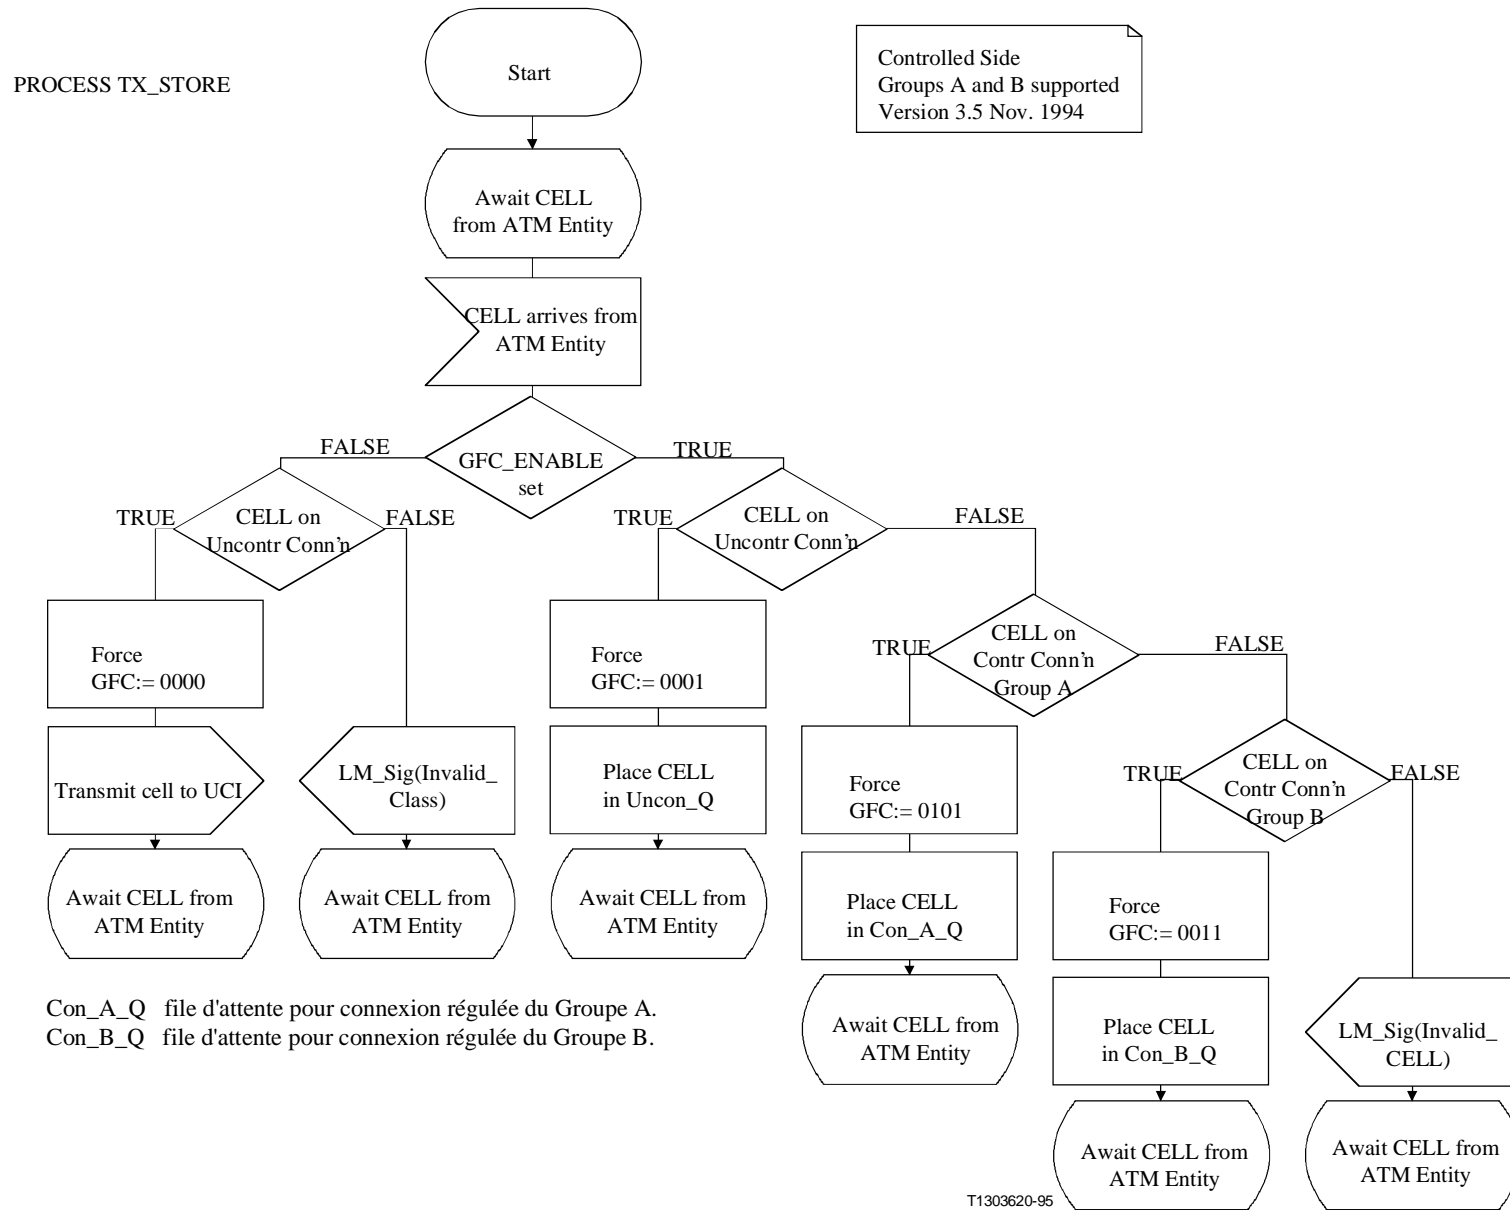 PROCESS TX_STORE
Start
Controlled Side
Groups A and B supported
Version 3.5 Nov. 1994
Await CELL
from ATM Entity
CELL arrives from
ATM Entity
GFC_ENABLE
set
FALSE
TRUE
CELL on
Uncontr Conn'n
TRUE
FALSE
CELL on
Uncontr Conn'n
TRUE
FALSE
Force
GFC:= 0000
Force
GFC:= 0001
CELL on
Contr Conn'n
Group A
TRUE
FALSE
Transmit cell to UCI
LM_Sig(Invalid_
Class)
Place CELL
in Uncon_Q
Force
GFC:= 0101
CELL on
Contr Conn'n
Group B
TRUE
FALSE
Await CELL from
ATM Entity
Await CELL from
ATM Entity
Await CELL from
ATM Entity
Place CELL
in Con_A_Q
Force
GFC:= 0011
Con_A_Q file d'attente pour connexion régulée du Groupe A.
Con_B_Q file d'attente pour connexion régulée du Groupe B.
Await CELL from
ATM Entity
Place CELL
in Con_B_Q
LM_Sig(Invalid_
CELL)
Await CELL from
ATM Entity
Await CELL from
ATM Entity
T1303620-95